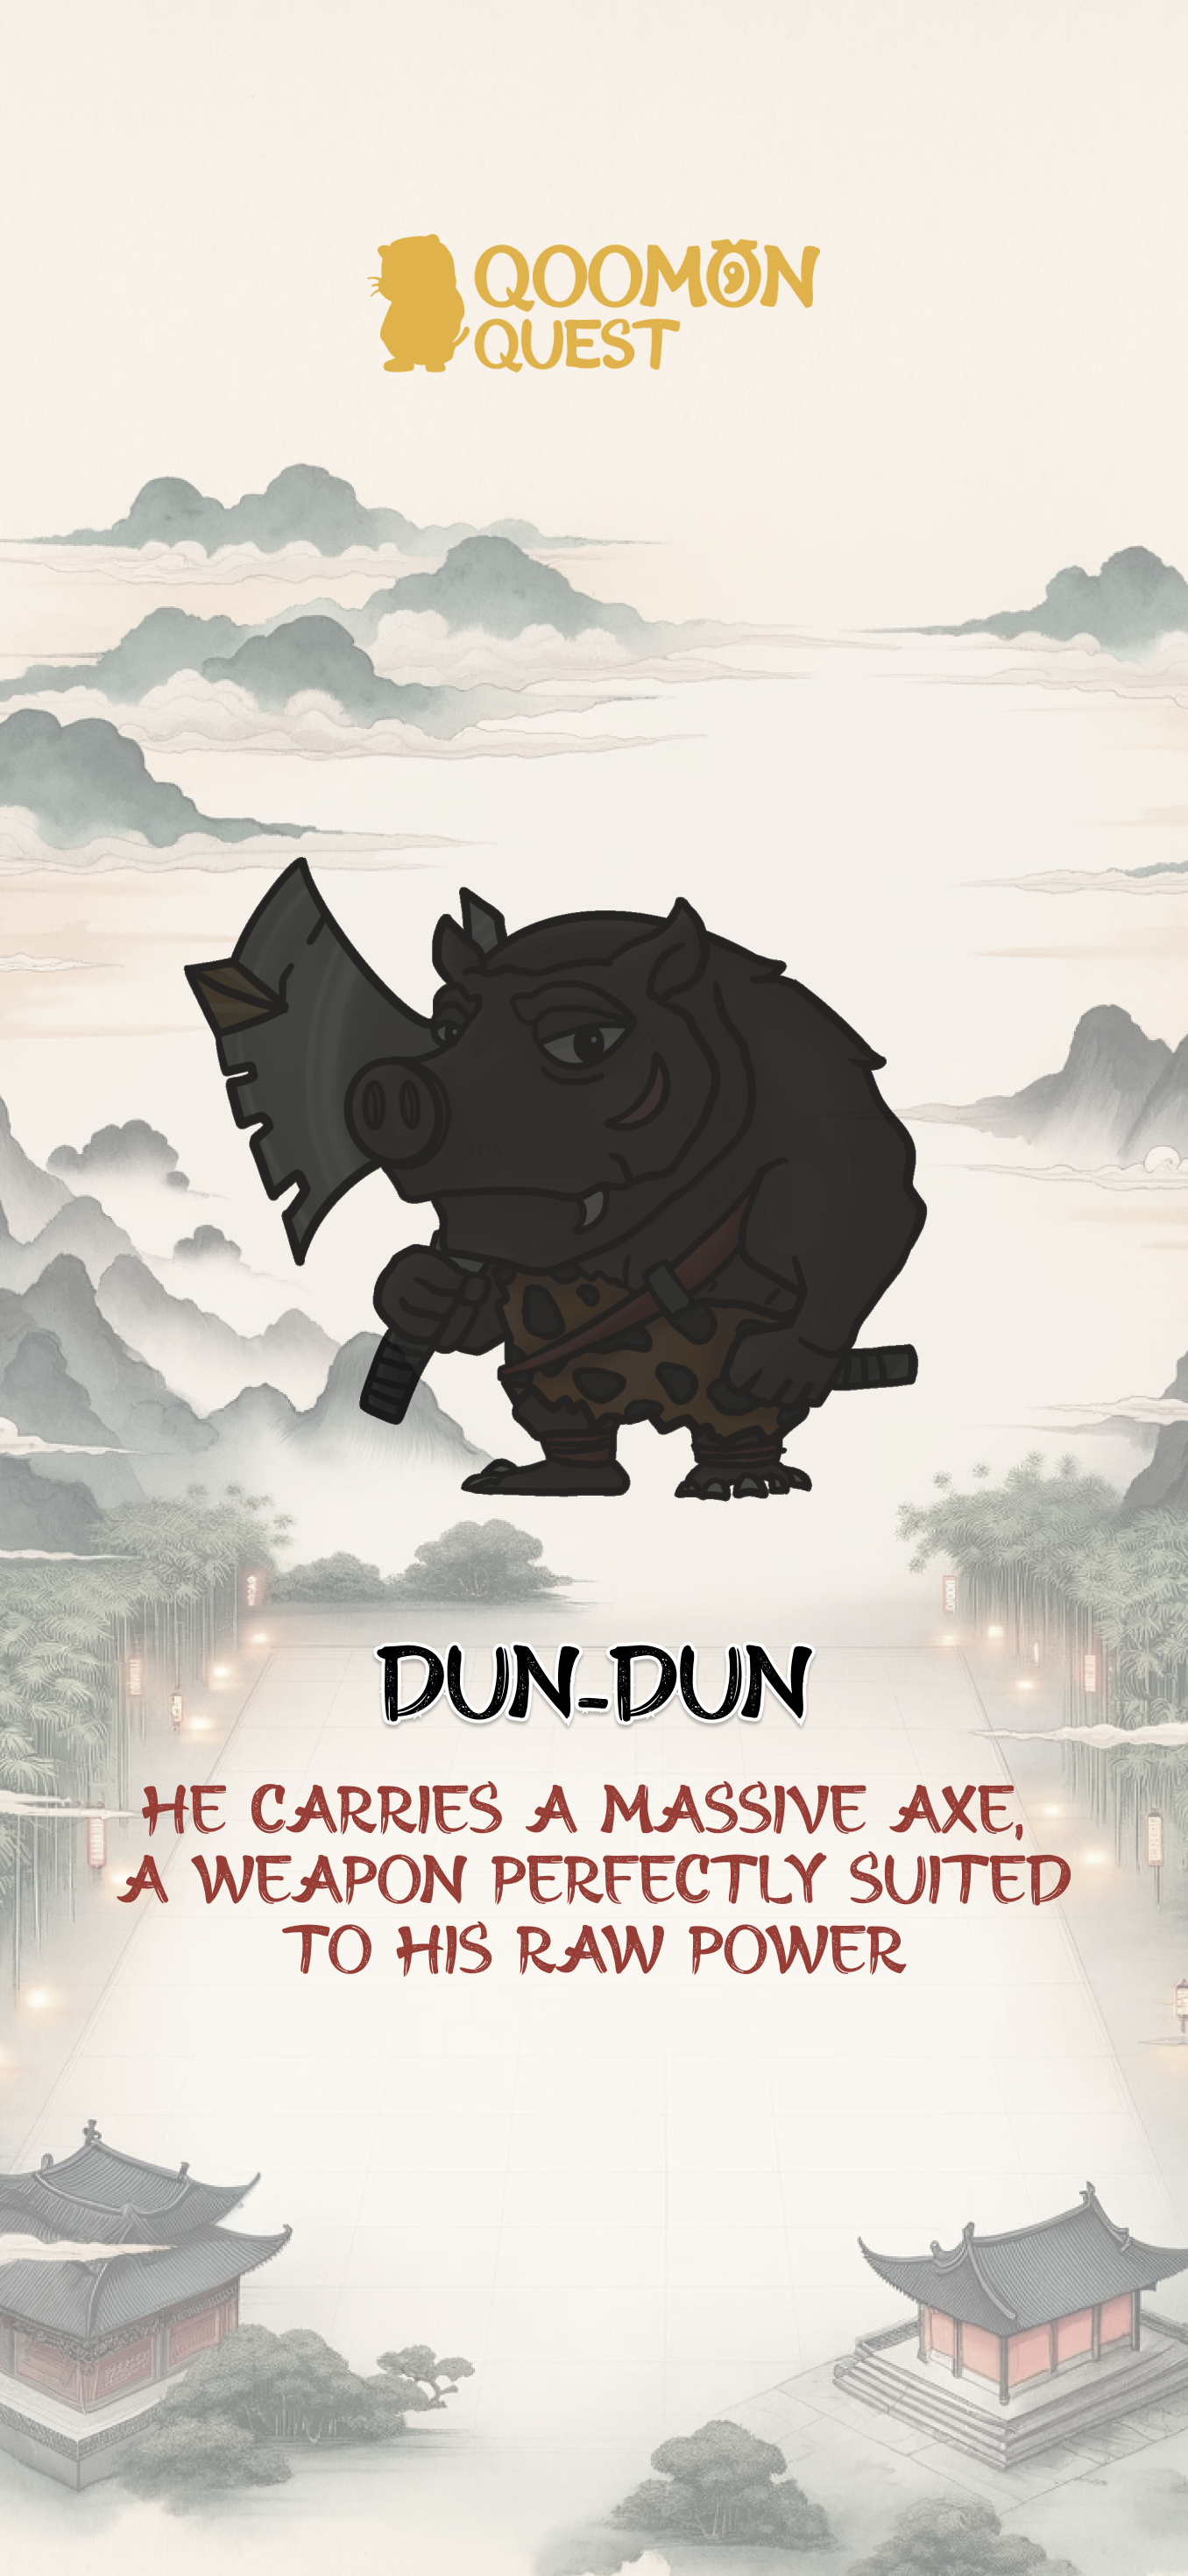 QOOMON
QUEST
DUN-DUN
HE CARRIES A MASSIVE AXE,
A WEAPON PERFECTLY SUITED
TO HIS RAW POWER